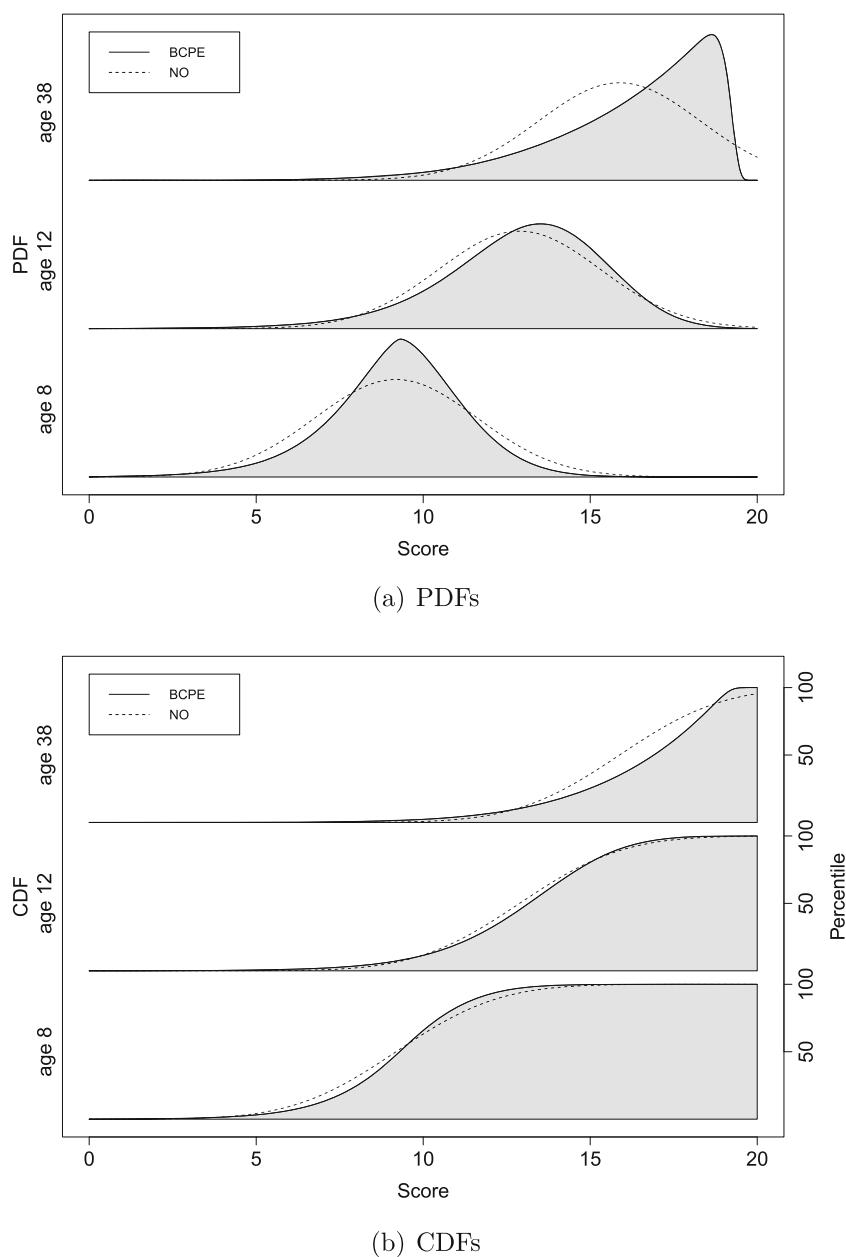 BCPE
NO
age 38
age 12
age 8
PDF
0 5 10 15 20
Score
(a) PDFs
BCPE
NO
age 38
age 12
age 8
CDF
50 100
50 100
50 100
Percentile
0 5 10 15 20
Score
(b) CDFs